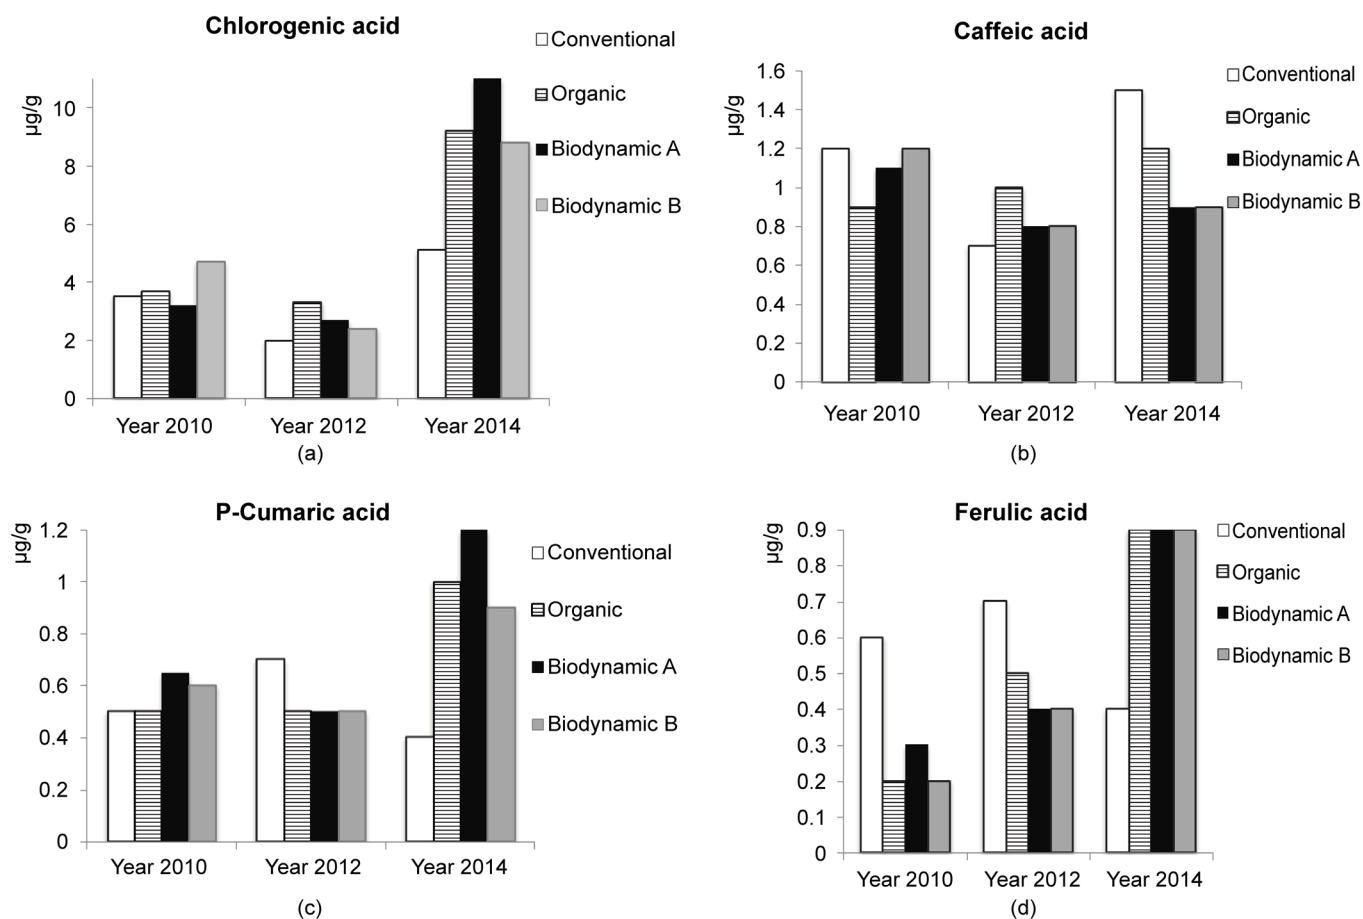 Chlorogenic acid
µg/g
10
8
6
4
2
0
Year 2010
Year 2012
Year 2014
Conventional
Organic
Biodynamic A
Biodynamic B
(a)
Caffeic acid
µg/g
1.6
1.4
1.2
1
0.8
0.6
0.4
0.2
0
Year 2010
Year 2012
Year 2014
Conventional
Organic
Biodynamic A
Biodynamic B
(b)
P-Cumaric acid
µg/g
1.2
1
0.8
0.6
0.4
0.2
0
Year 2010
Year 2012
Year 2014
Conventional
Organic
Biodynamic A
Biodynamic B
(c)
Ferulic acid
µg/g
0.9
0.8
0.7
0.6
0.5
0.4
0.3
0.2
0.1
0
Year 2010
Year 2012
Year 2014
Conventional
Organic
Biodynamic A
Biodynamic B
(d)